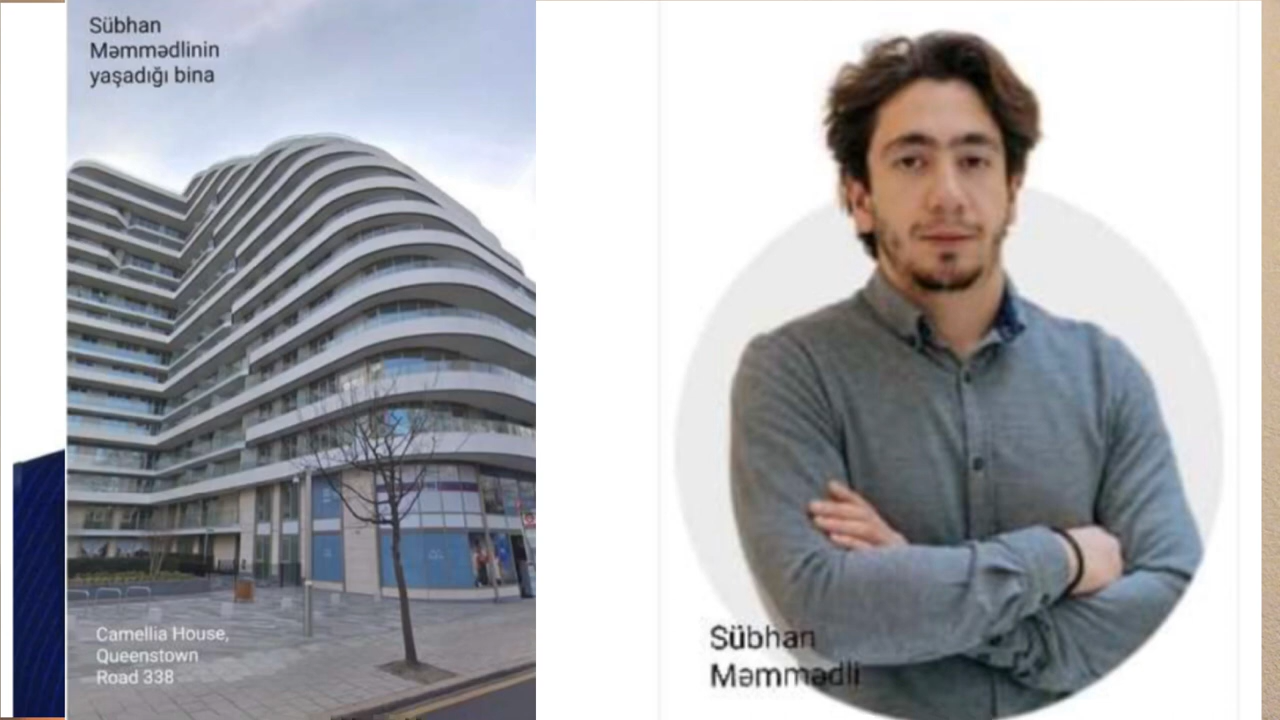 Sübhan
Məmmədlinin
yaşadığı bina
Camellia House,
Queenstown
Road 338
Sübhan
Məmmədli